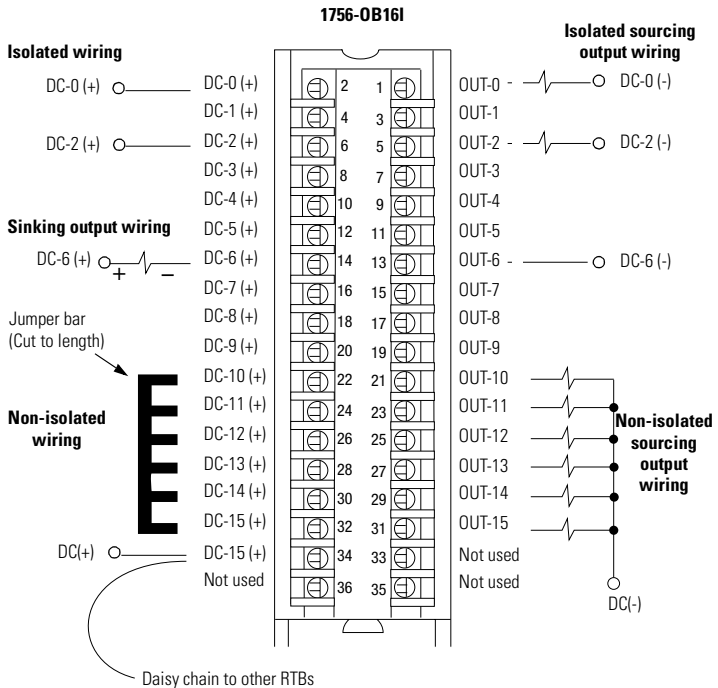 1756-OB16I
Isolated wiring
Isolated sourcing
output wiring
DC-0 (+) DC-0 (+) 2 1 OUT-0 DC-0 (-)
DC-1 (+) 4 3 OUT-1
DC-2 (+) DC-2 (+) 6 5 OUT-2 DC-2 (-)
DC-3 (+) 8 7 OUT-3
DC-4 (+) 10 9 OUT-4
Sinking output wiring DC-5 (+) 12 11 OUT-5
DC-6 (+) + – DC-6 (+) 14 13 OUT-6 DC-6 (-)
DC-7 (+) 16 15 OUT-7
Jumper bar DC-8 (+) 18 17 OUT-8
(Cut to length) DC-9 (+) 20 19 OUT-9
DC-10 (+) 22 21 OUT-10
DC-11 (+) 24 23 OUT-11
Non-isolated
wiring
DC-12 (+) 26 25 OUT-12
Non-isolated
sourcing
output
wiring
DC-13 (+) 28 27 OUT-13
DC-14 (+) 30 29 OUT-14
DC-15 (+) 32 31 OUT-15
DC(+) DC-15 (+) 34 33 Not used
Not used 36 35 Not used
DC(-)
Daisy chain to other RTBs